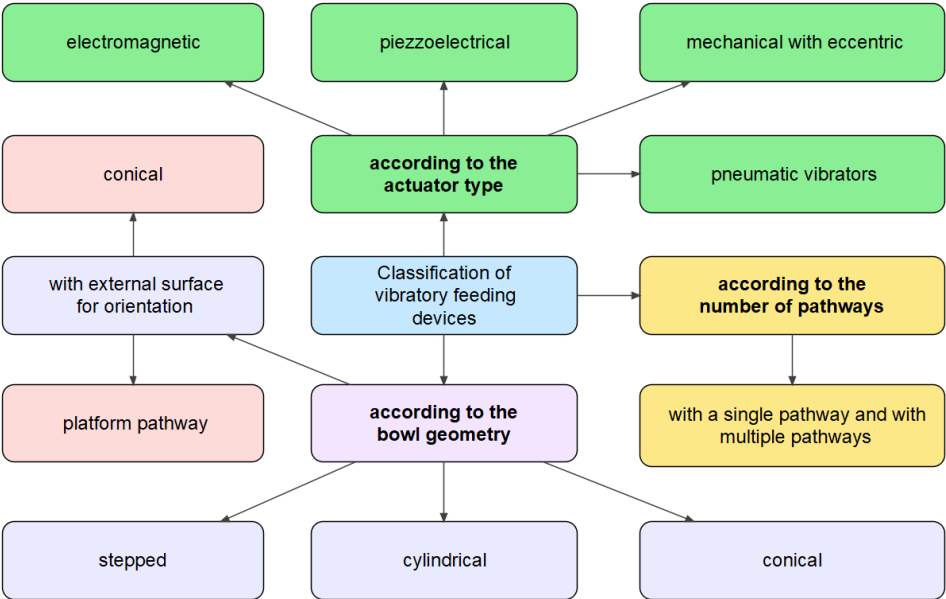 electromagnetic
piezzoelectrical
mechanical with eccentric
conical
according to the
actuator type
pneumatic vibrators
with external surface
for orientation
Classification of
vibratory feeding
devices
according to the
number of pathways
platform pathway
according to the
bowl geometry
with a single pathway and with
multiple pathways
stepped
cylindrical
conical